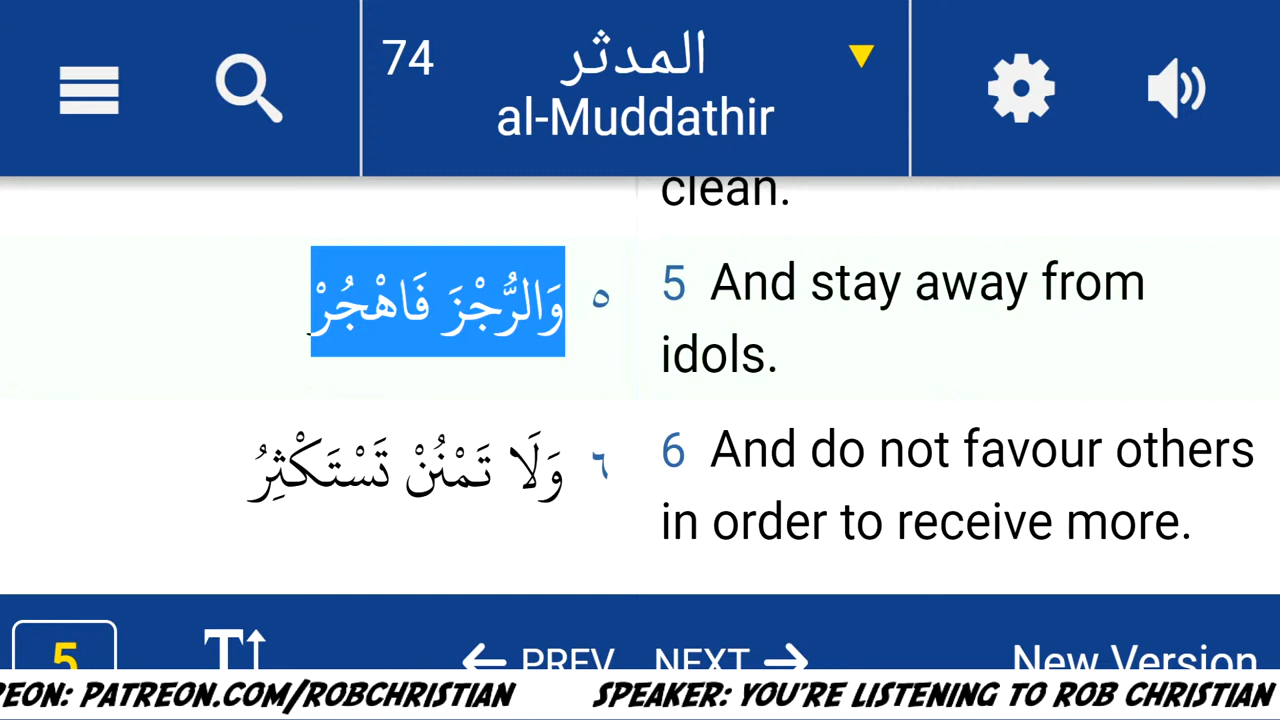 74
المدثر
al-Muddathir
clean.
وَالرُّجْزَ فَاهْجُرْ ٥
5 And stay away from
idols.
وَلَا تَمْنُنْ تَسْتَكْثِرُ ٦
6 And do not favour others
in order to receive more.
5 T PREV NEXT New Version
REON: PATREON.COM/ROBCHRISTIAN SPEAKER: YOU'RE LISTENING TO ROB CHRISTIAN